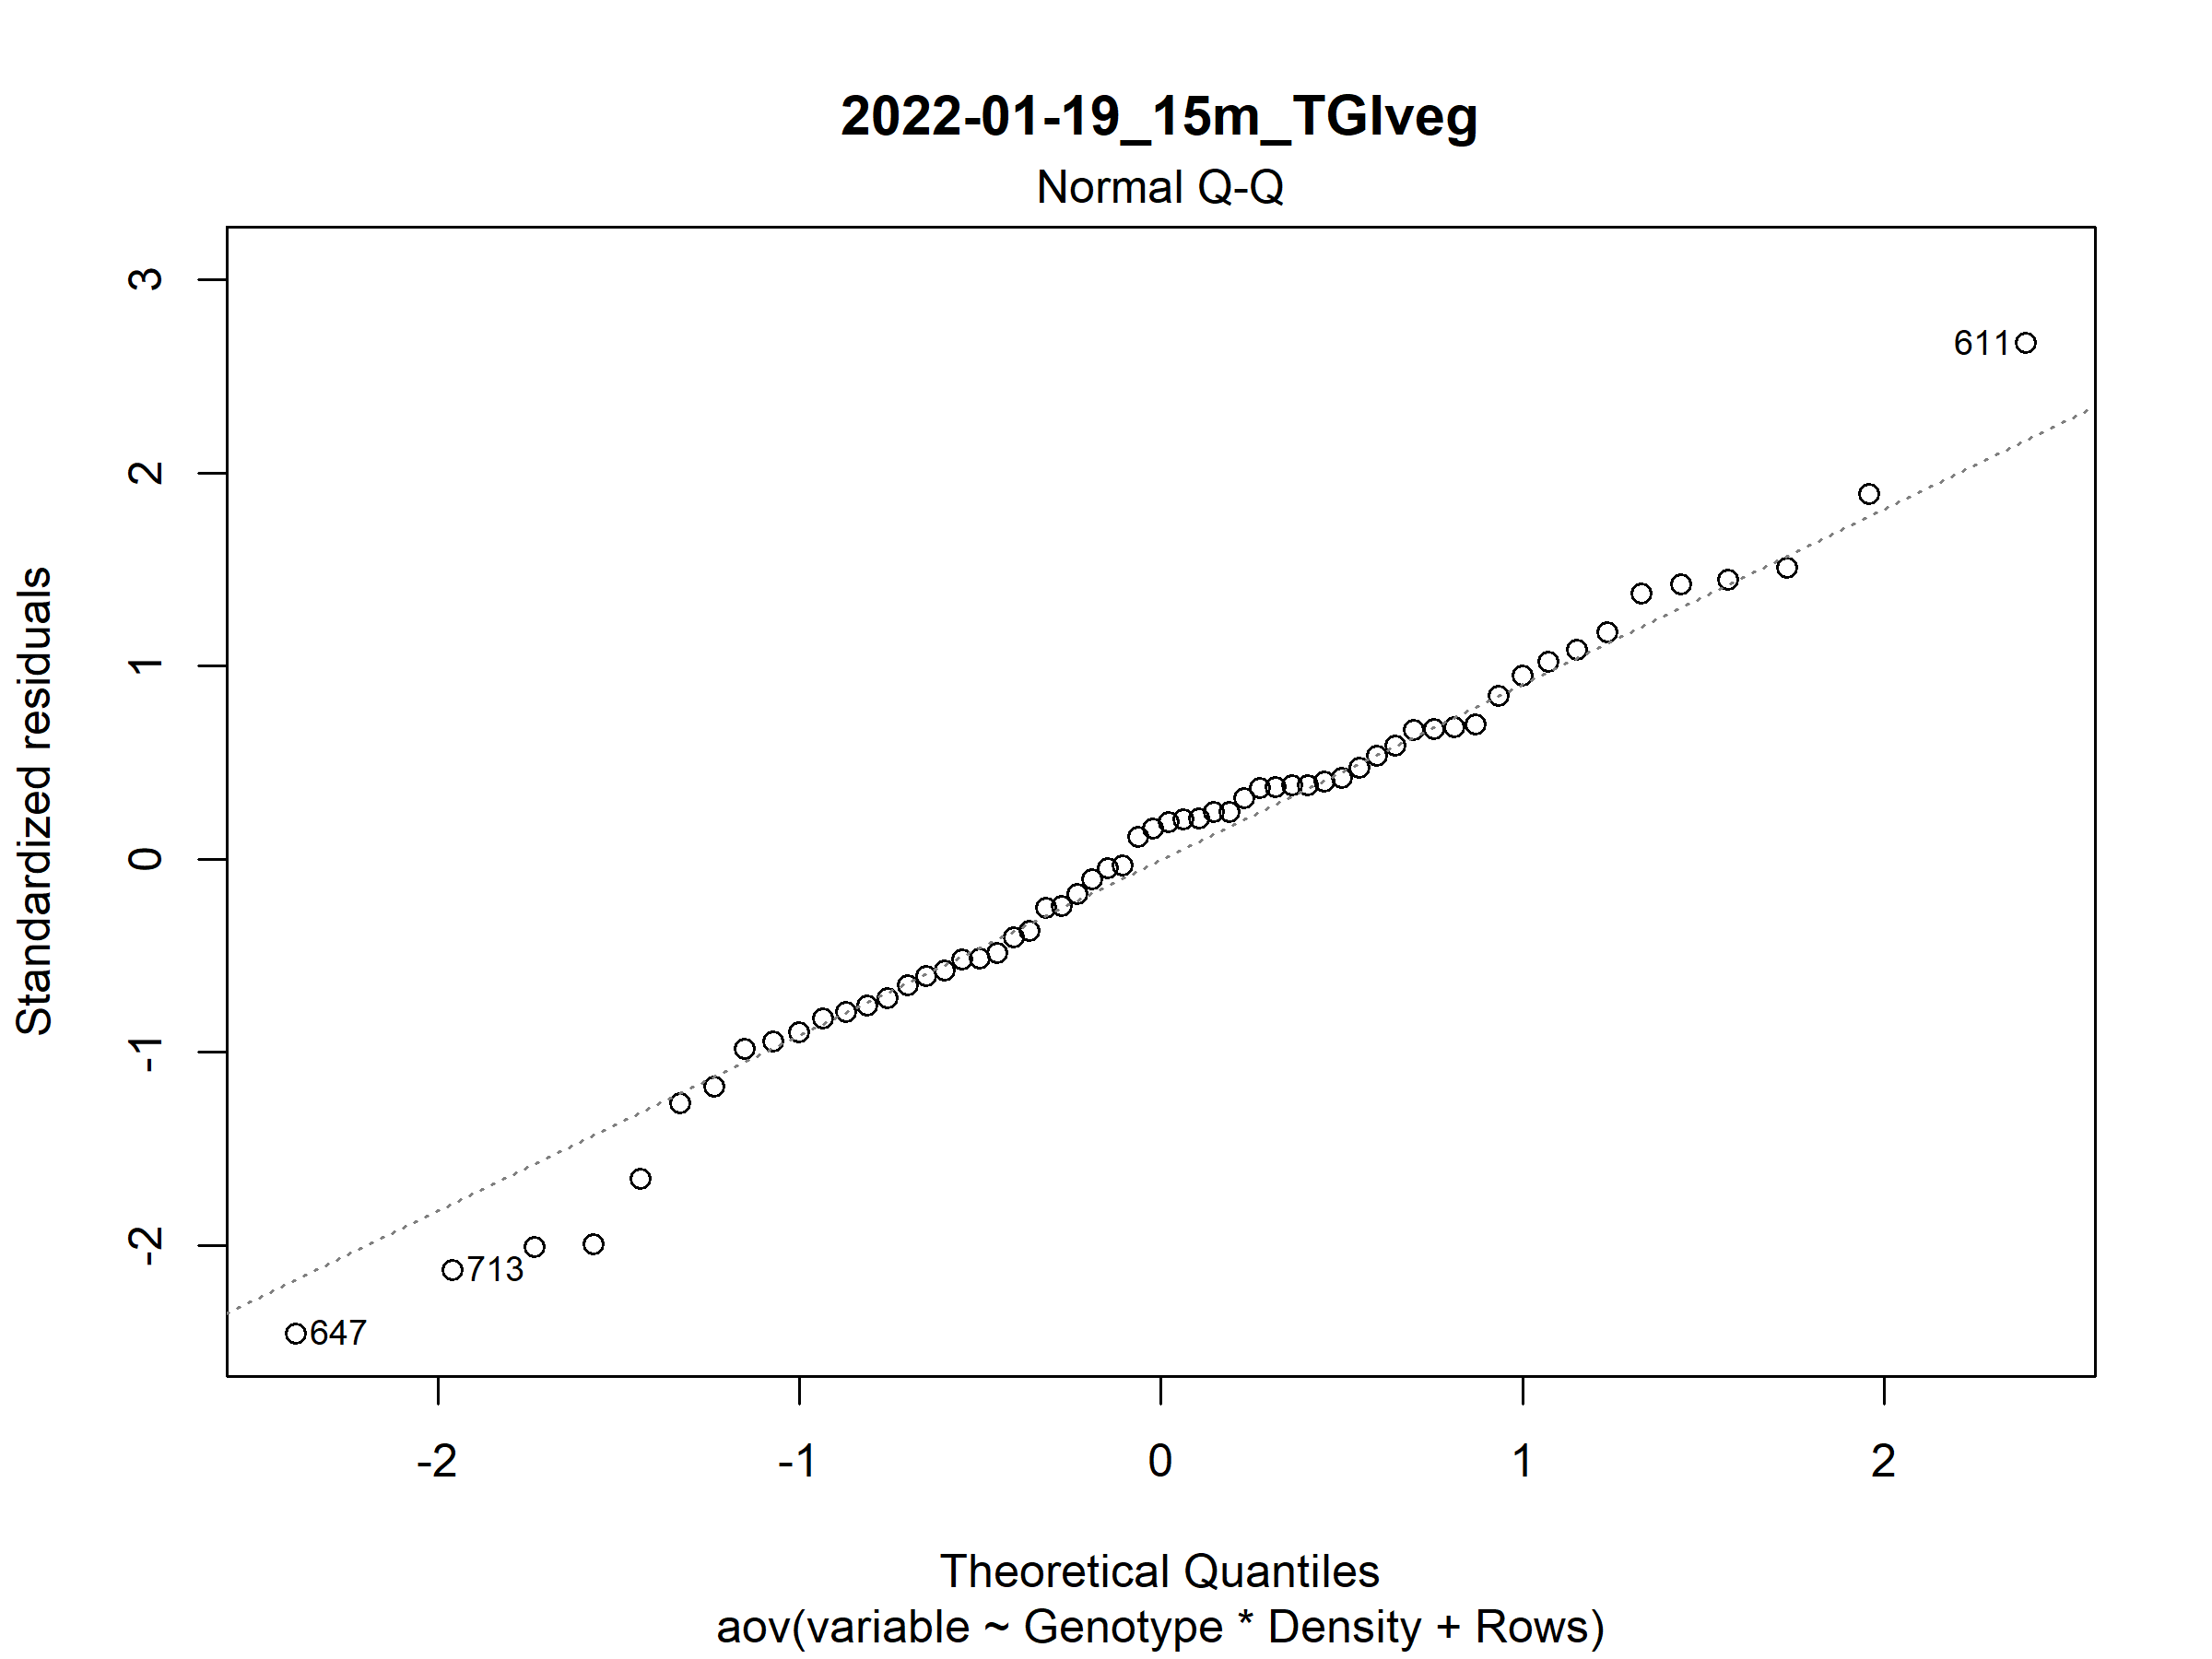 2022-01-19_15m_TGIveg
Normal Q-Q
Standardized residuals
3
2
1
0
-1
-2
611
713
647
-2
-1
0
1
2
Theoretical Quantiles
aov(variable ~ Genotype * Density + Rows)